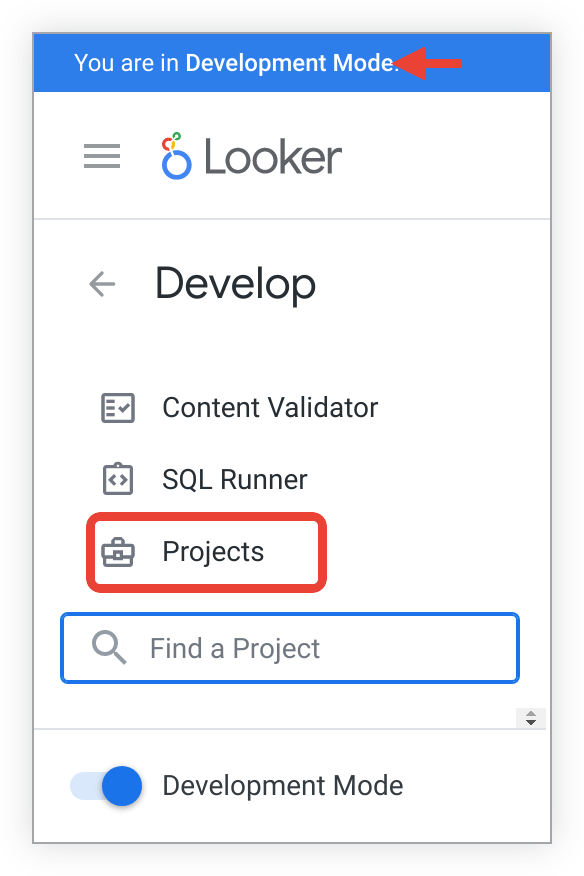 You are in Development Mode.
Looker
Develop
Content Validator
SQL Runner
Projects
Find a Project
Development Mode